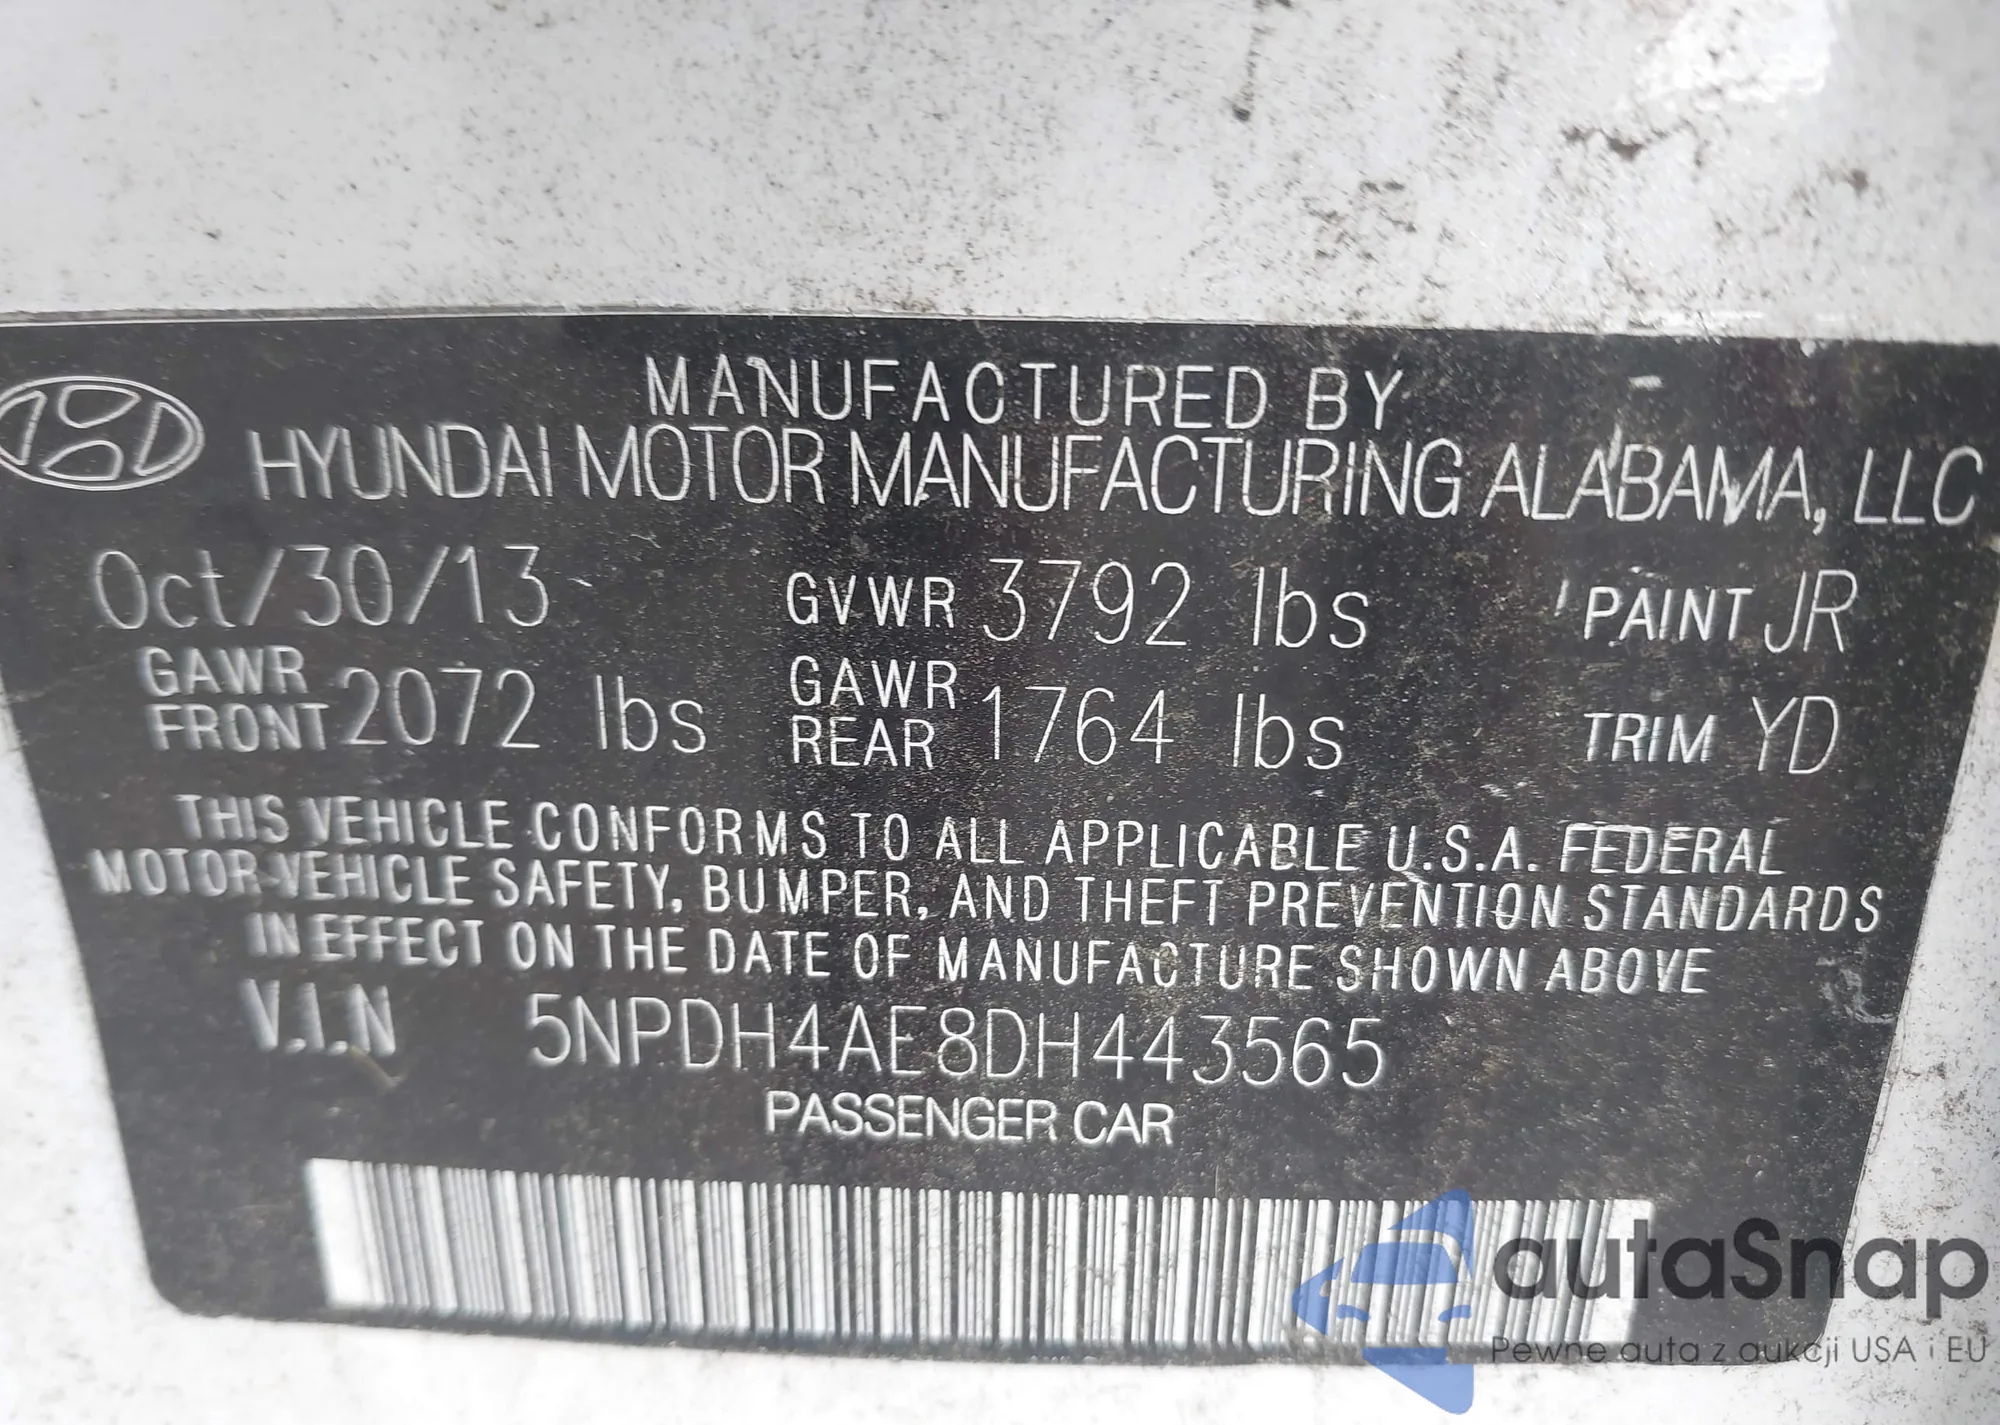 MANUFACTURED BY
HYUNDAI MOTOR MANUFACTURING ALABAMA, LLC
Oct/30/13 GVWR 3792 lbs PAINT JR
GAWR FRONT 2072 lbs GAWR REAR 1764 lbs TRIM YD
THIS VEHICLE CONFORMS TO ALL APPLICABLE U.S.A. FEDERAL
MOTOR VEHICLE SAFETY, BUMPER, AND THEFT PREVENTION STANDARDS
IN EFFECT ON THE DATE OF MANUFACTURE SHOWN ABOVE
V.I.N 5NPDH4AE8DH443565
PASSENGER CAR
autaSnap
Pewne auta z aukcji USA i EU